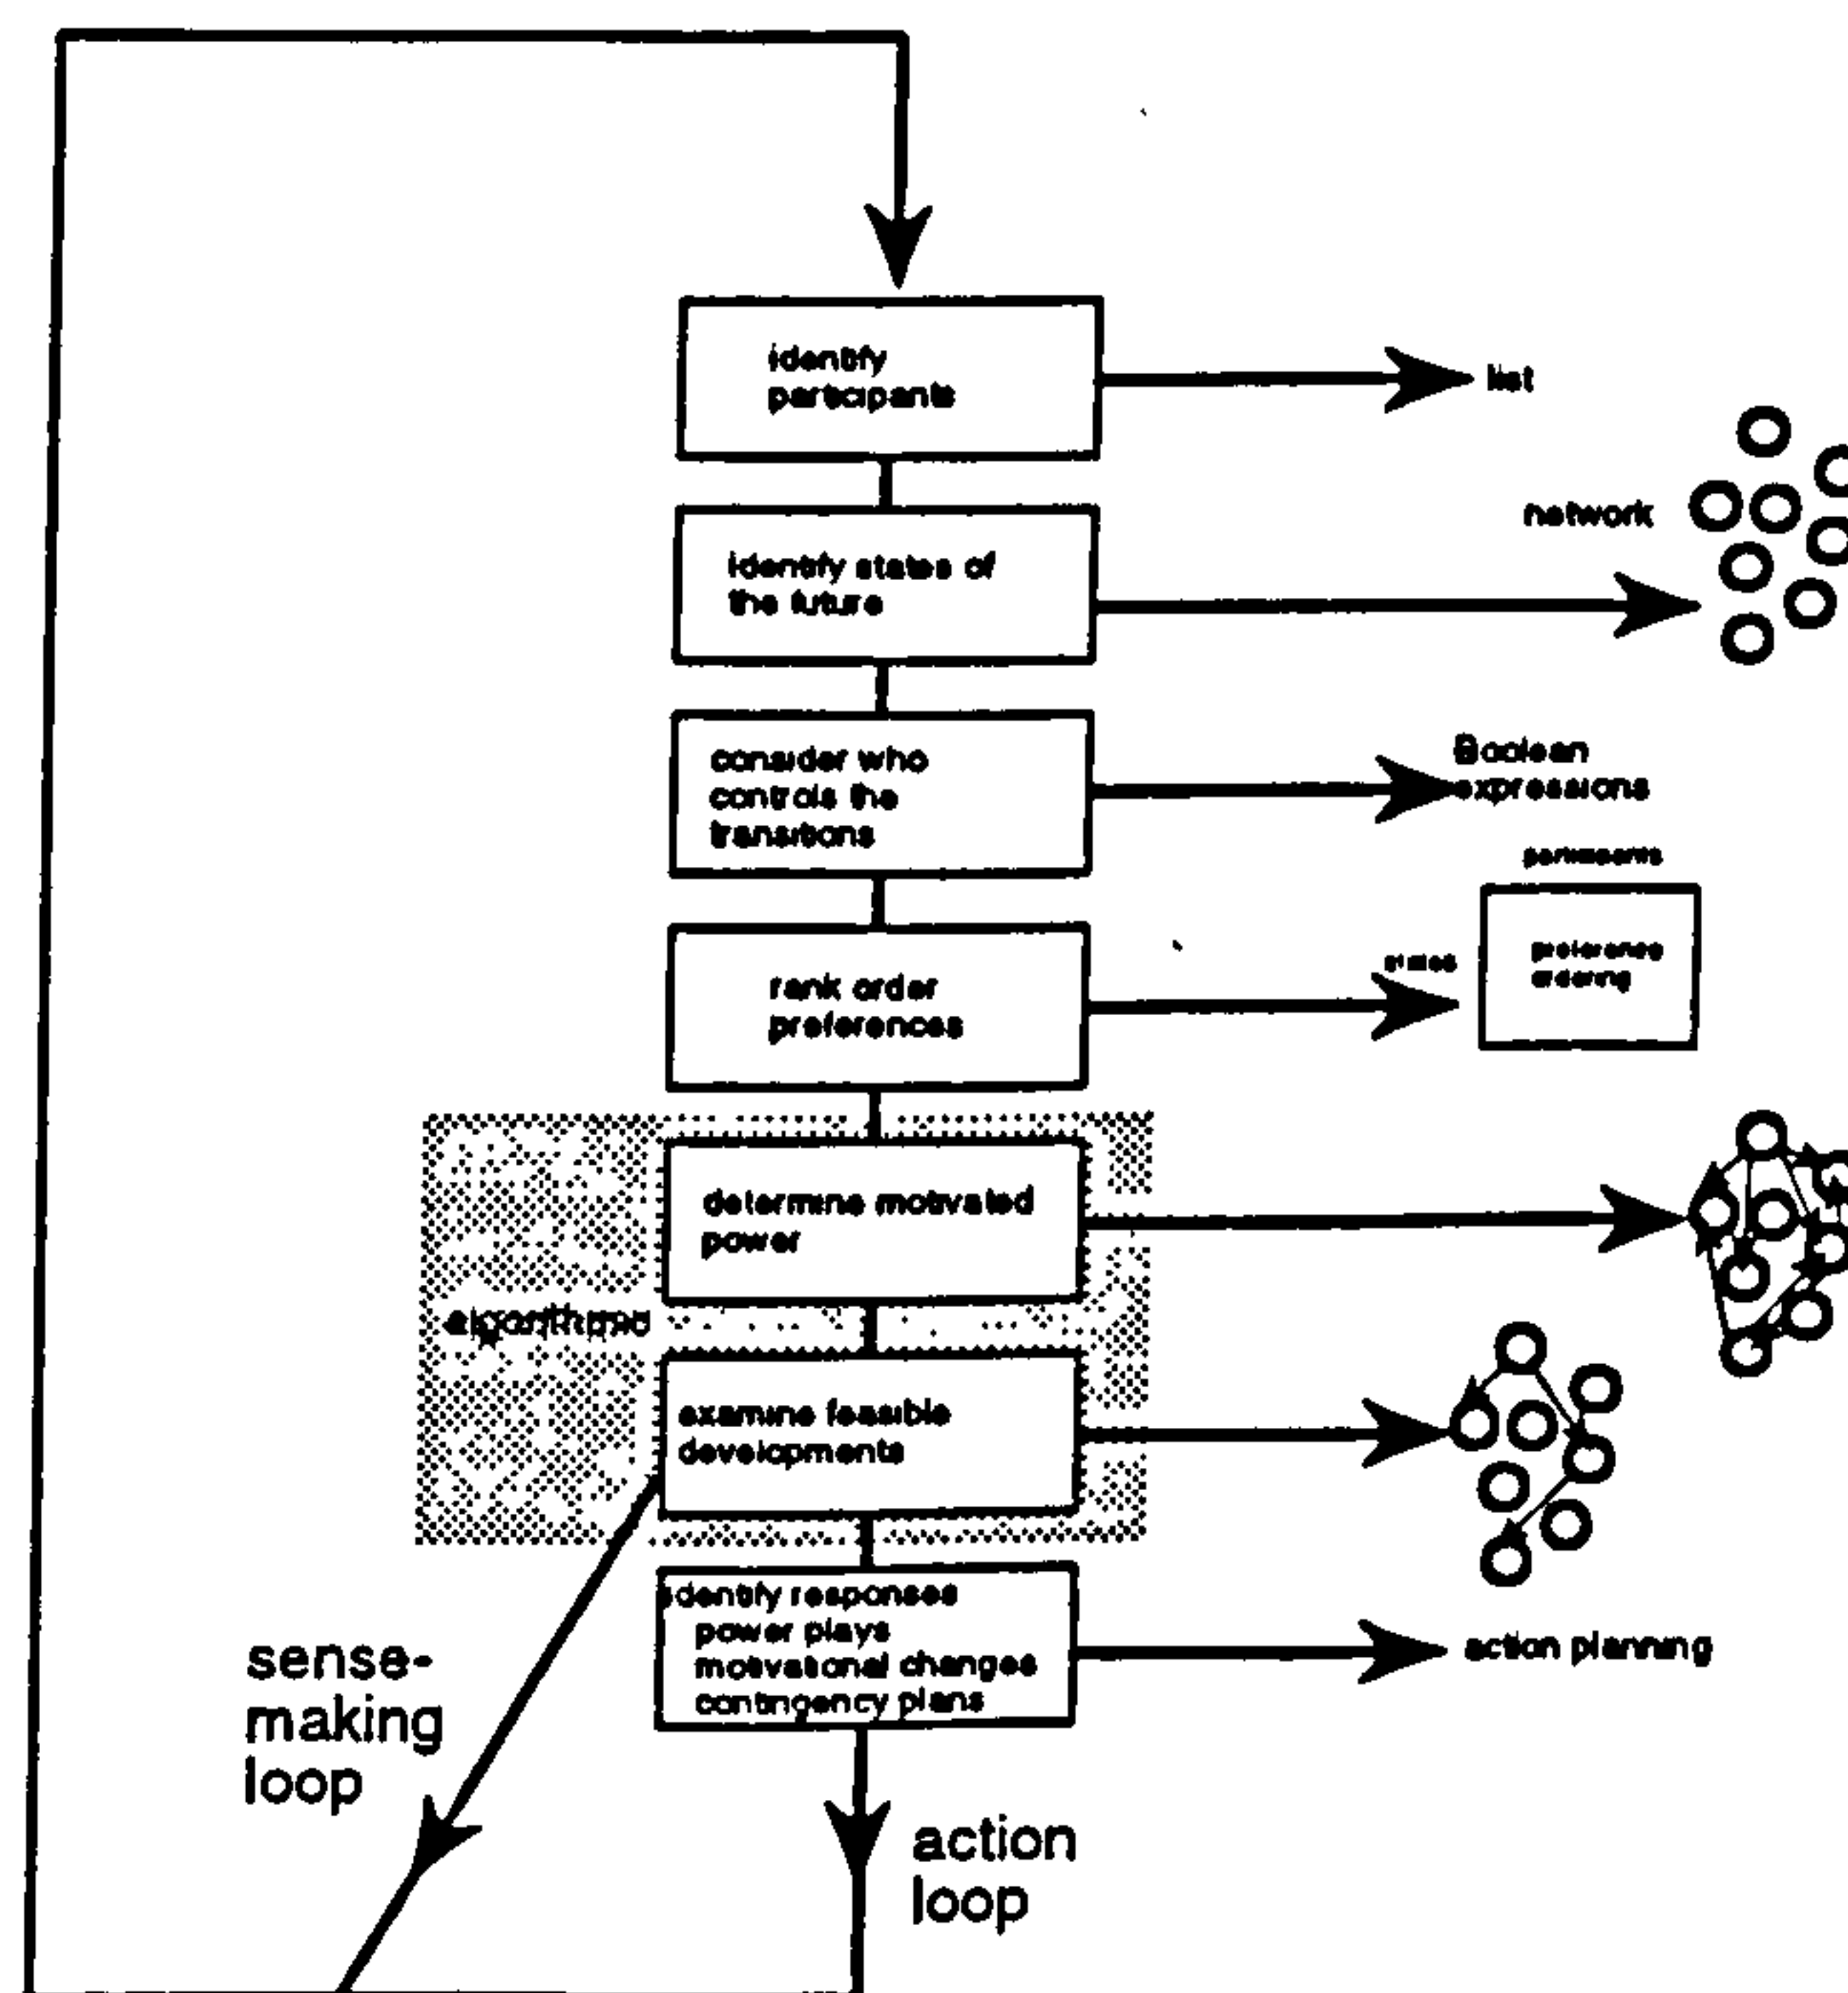 identify
participants
list
network
identify states of
the future
consider who
controls the
transitions
Boolean
expressions
participants
rank order
preferences
states
preference
ordering
determine motivated
power
algorithmic
examine feasible
developments
identify responses
power plays
motivational changes
contingency plans
action planning
sense-
making
loop
action
loop